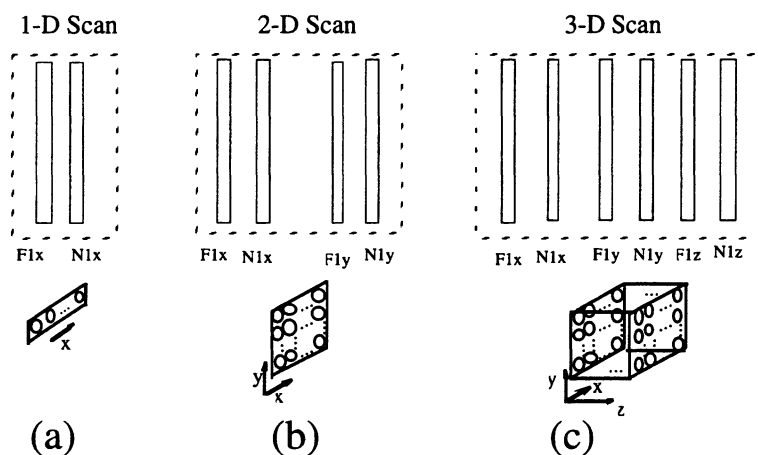 1-D Scan
2-D Scan
3-D Scan
F1x N1x
F1x N1x F1y N1y
F1x N1x F1y N1y F1z N1z
x
y
x
y
x
z
(a)
(b)
(c)